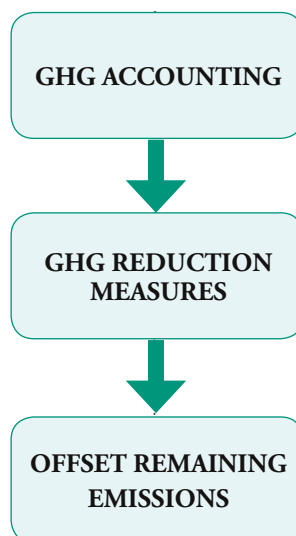 GHG ACCOUNTING
GHG REDUCTION
MEASURES
OFFSET REMAINING
EMISSIONS